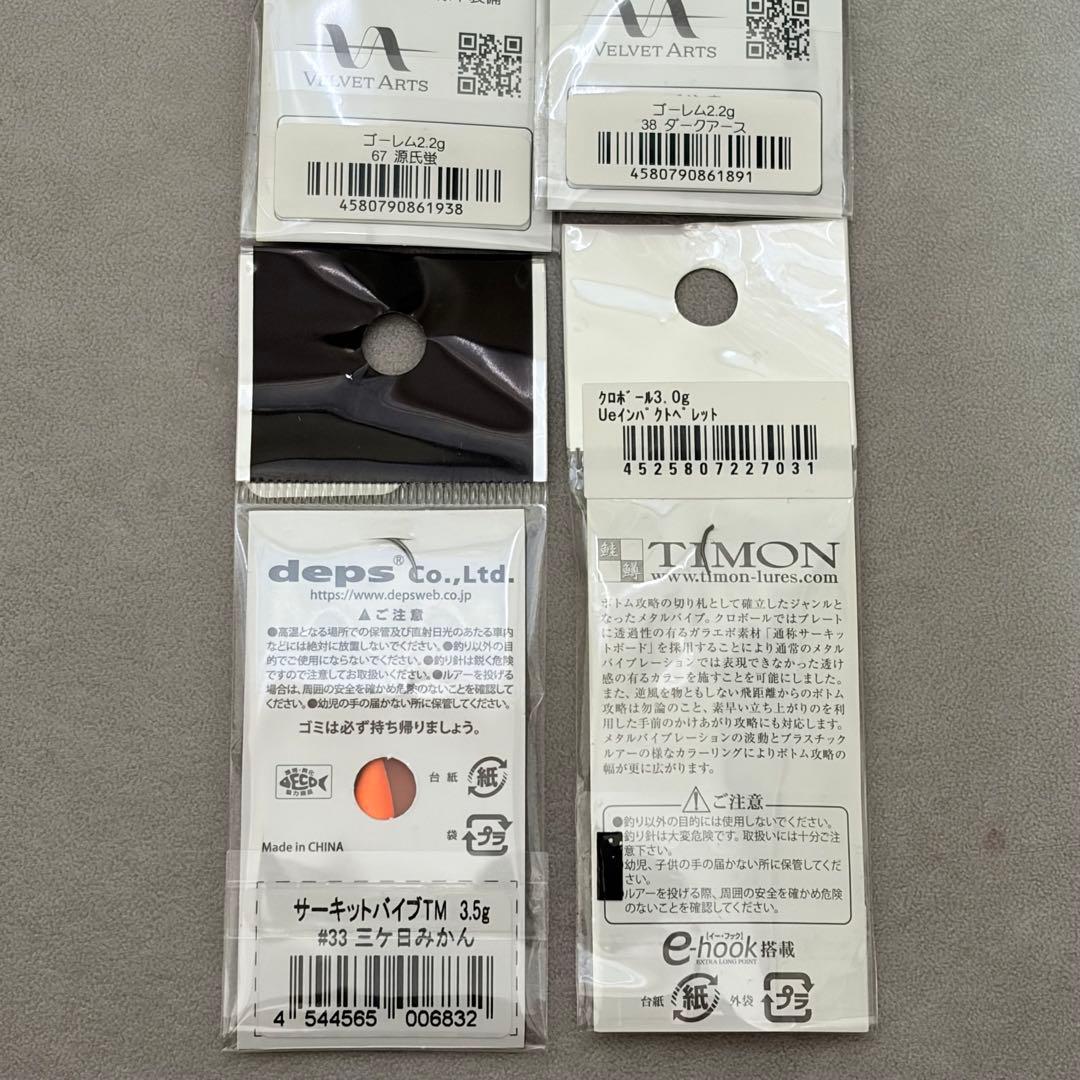 VELVET ARTS
ゴーレム2.2g
67 源氏蛍
4580790861938
VELVET ARTS
ゴーレム2.2g
38 ダークアース
4580790861891
deps® Co.,Ltd.
https://www.depsweb.co.jp
⚠ご注意
●高温となる場所での保管及び直射日光のあたる車内
などには絶対に放置しないでください。●釣り以外の目
的でご使用にならないでください。●釣り針は鋭く危険
ですので注意してお取扱いください。●ルアーを投げる
場合は、周囲の安全を確かめ危険のないことを確認して
ください。●幼児の手の届かない所に保管してください。
ゴミは必ず持ち帰りましょう。
ECO
台紙 紙
袋 プラ
Made in CHINA
サーキットバイブTM 3.5g
#33 三ケ日みかん
4 544565 006832
クロボール3.0g
Ueインパクトペレット
4525807227031
鮭鱒 TIMON
www.timon-lures.com
ボトム攻略の切り札として確立したジャンルと
なったメタルバイブ。クロボールではブレート
に透過性の有るガラエポ素材「通称サーキッ
トボード」を採用することにより通常のメタル
バイブレーションでは表現できなかった透け
感の有るカラーを施すことを可能にしました。
また、逆風を物ともしない飛距離からのボトム
攻略は勿論のこと、素早い立ち上がりのを利
用した手前のかけあがり攻略にも対応します。
メタルバイブレーションの波動とプラスチック
ルアーの様なカラーリングによりボトム攻略の
幅が更に広がります。
⚠ご注意
●釣り以外の目的には使用しないでください。
釣り針は大変危険です。取扱いには十分ご注
意下さい。
幼児、子供の手の届かない所に保管してくだ
さい。
ルアーを投げる際、周囲の安全を確かめ危険
のないことを確認してください。
[イー・フック]
e-hook搭載
EXTRA LONG POINT
台紙 紙 外袋 プラ